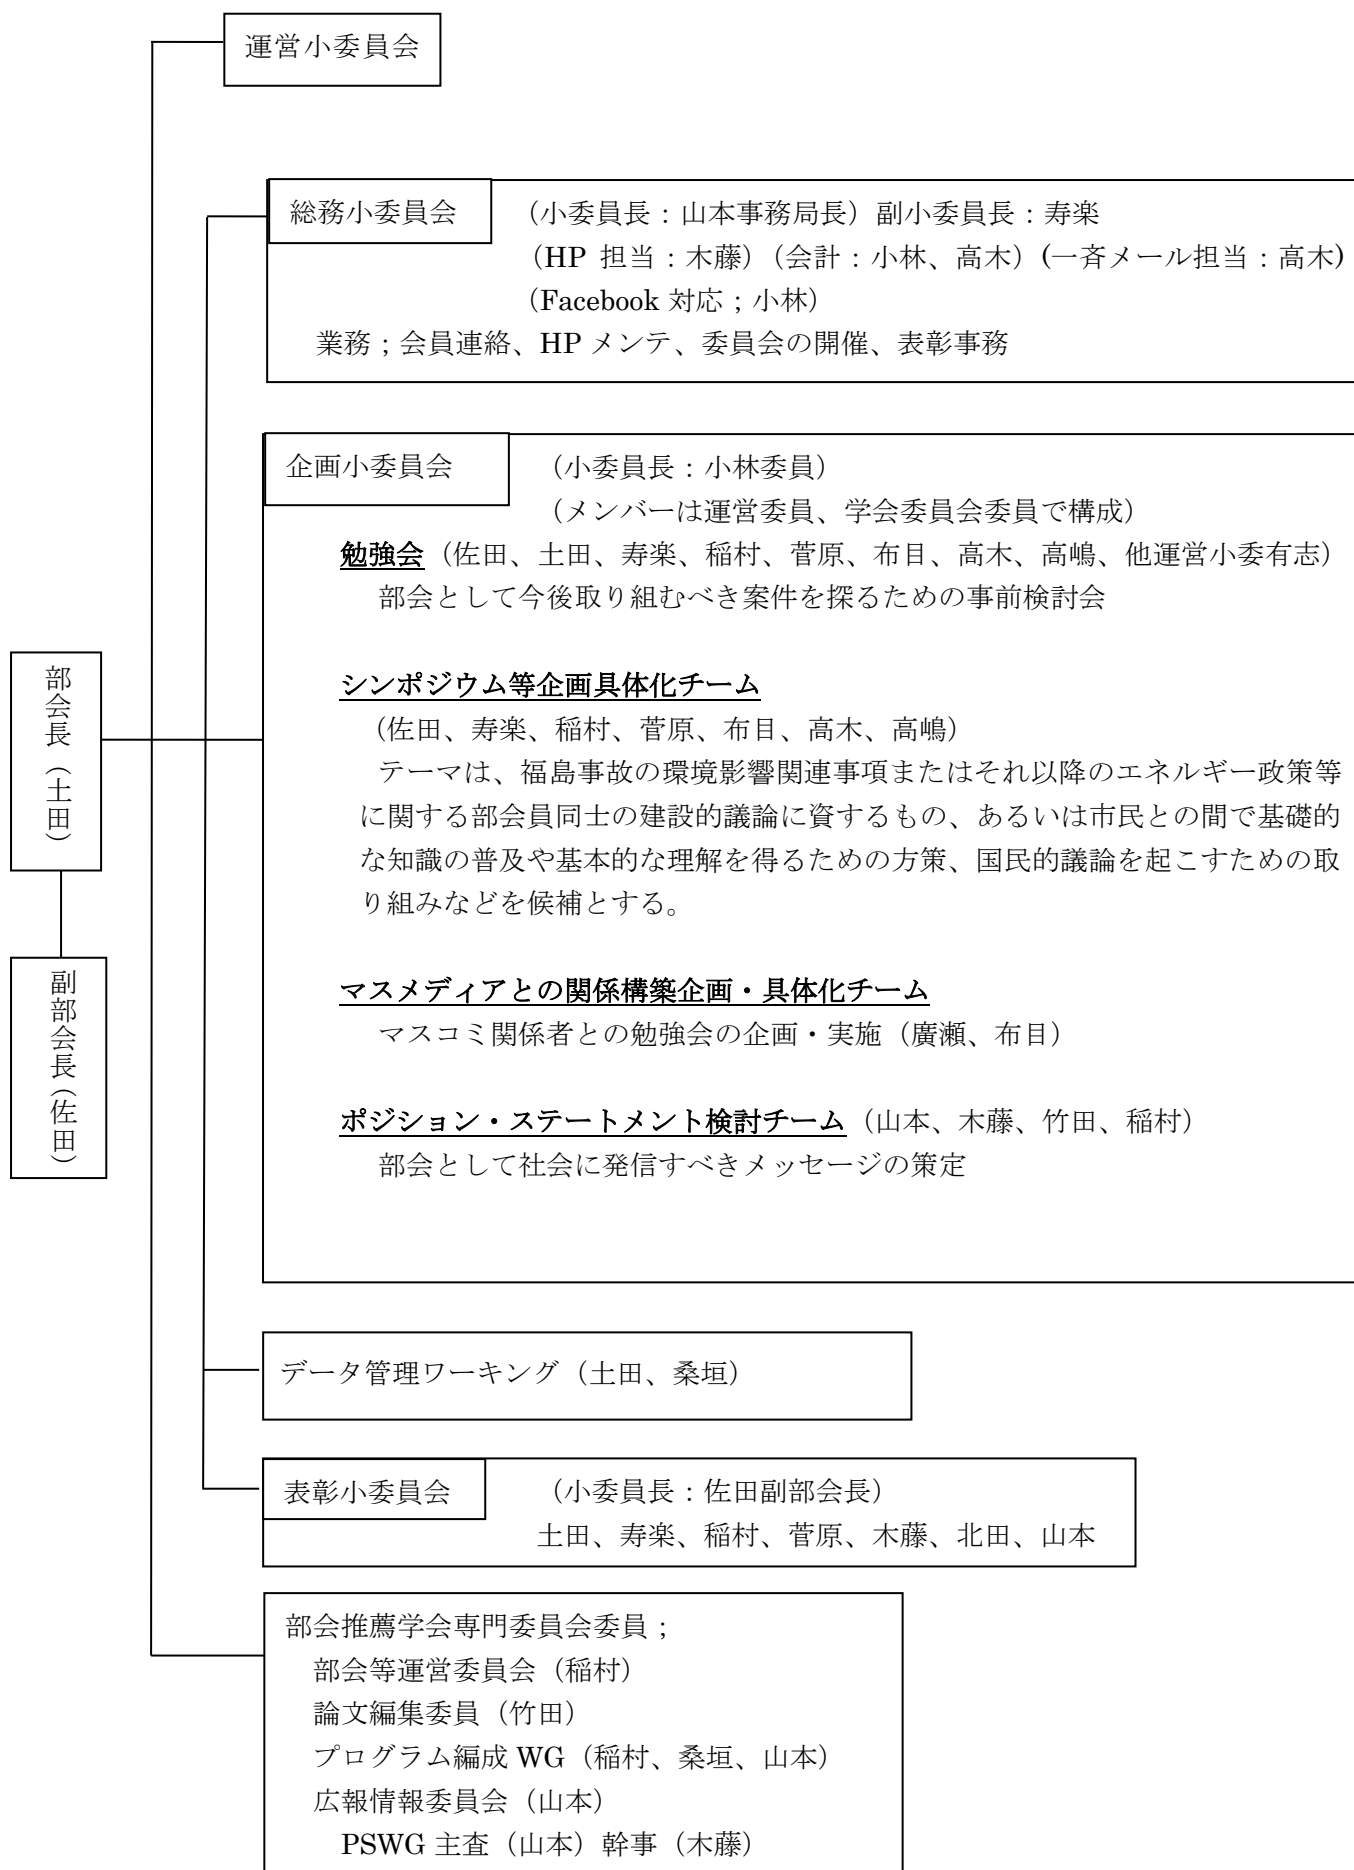 運営小委員会
総務小委員会 （小委員長：山本事務局長）副小委員長：寿楽
（HP 担当：木藤）（会計：小林、高木）(一斉メール担当：高木)
（Facebook 対応；小林）
業務；会員連絡、HP メンテ、委員会の開催、表彰事務
企画小委員会 （小委員長：小林委員）
（メンバーは運営委員、学会委員会委員で構成）
勉強会（佐田、土田、寿楽、稲村、菅原、布目、高木、高嶋、他運営小委有志）
部会として今後取り組むべき案件を探るための事前検討会
シンポジウム等企画具体化チーム
（佐田、寿楽、稲村、菅原、布目、高木、高嶋）
テーマは、福島事故の環境影響関連事項またはそれ以降のエネルギー政策等
に関する部会員同士の建設的議論に資するもの、あるいは市民との間で基礎的
な知識の普及や基本的な理解を得るための方策、国民的議論を起こすための取
り組みなどを候補とする。
マスメディアとの関係構築企画・具体化チーム
マスコミ関係者との勉強会の企画・実施（廣瀬、布目）
ポジション・ステートメント検討チーム（山本、木藤、竹田、稲村）
部会として社会に発信すべきメッセージの策定
部会長（土田）
副部会長（佐田）
データ管理ワーキング（土田、桑垣）
表彰小委員会 （小委員長：佐田副部会長）
土田、寿楽、稲村、菅原、木藤、北田、山本
部会推薦学会専門委員会委員；
部会等運営委員会（稲村）
論文編集委員（竹田）
プログラム編成 WG（稲村、桑垣、山本）
広報情報委員会（山本）
PSWG 主査（山本）幹事（木藤）